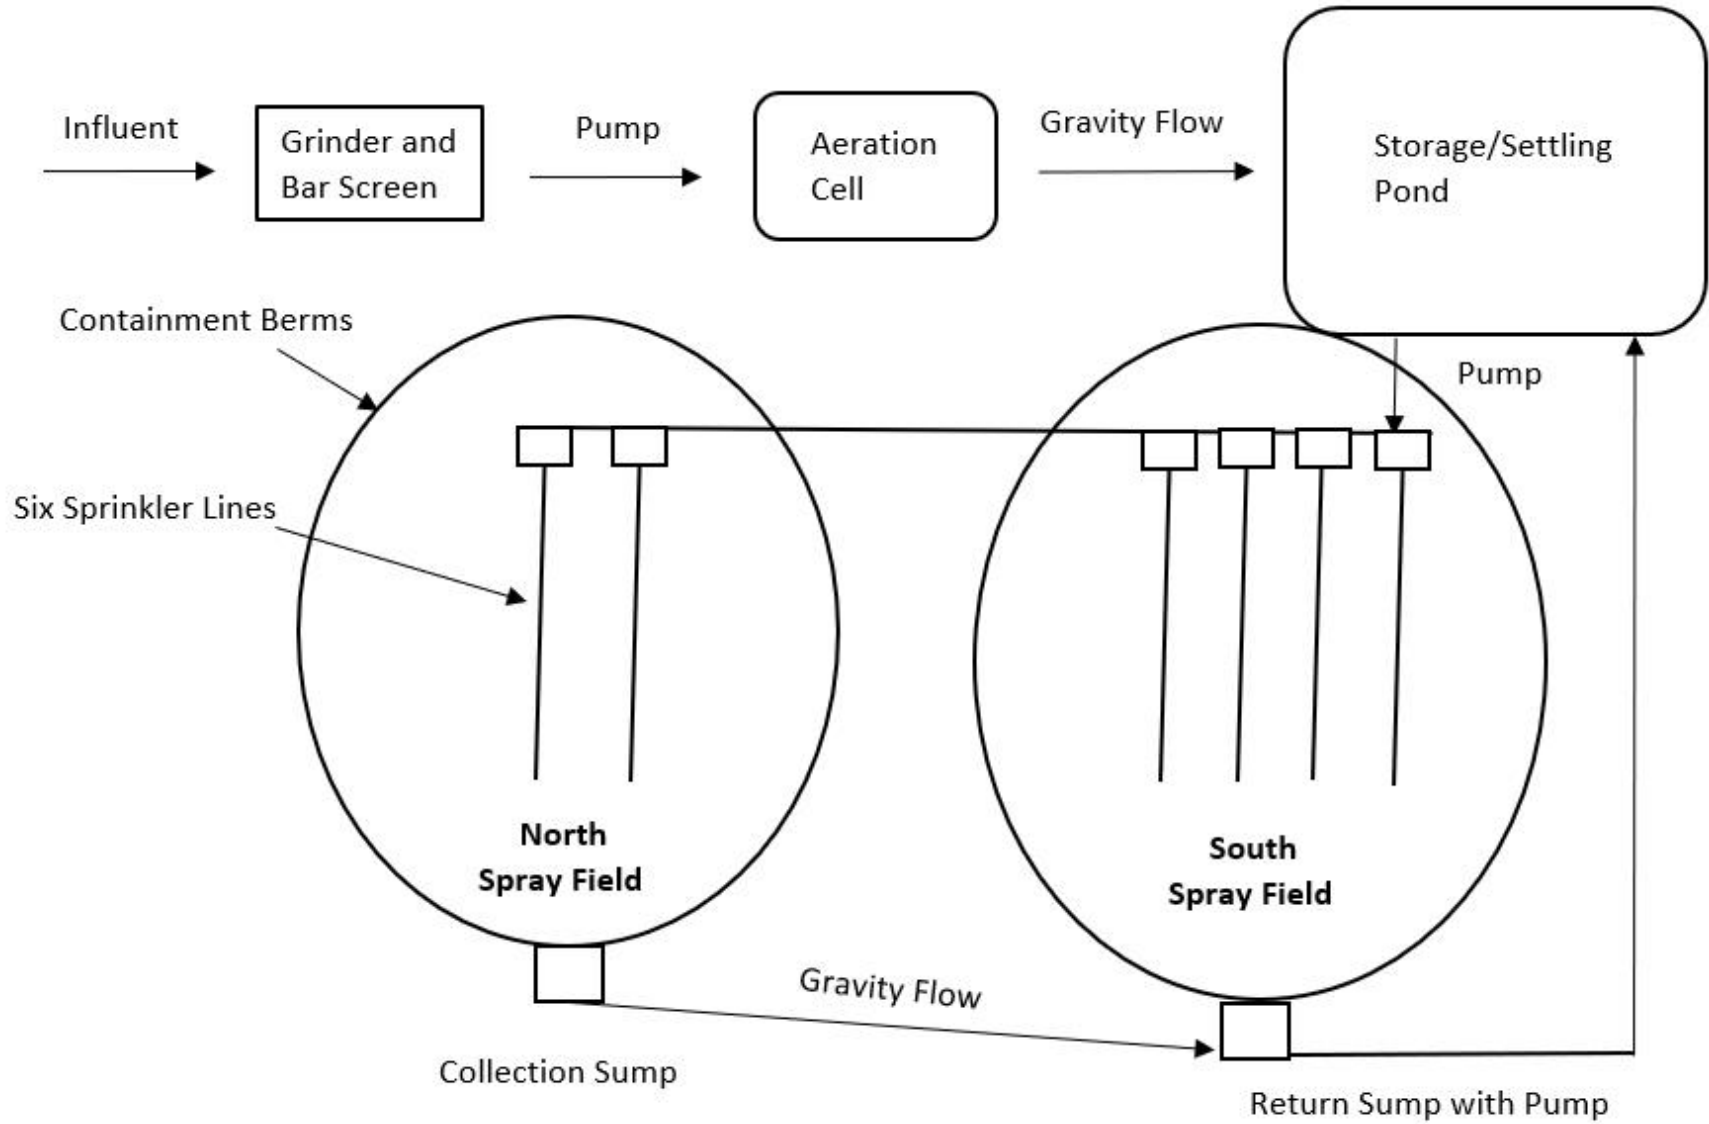 Influent
Grinder and
Bar Screen
Pump
Aeration
Cell
Gravity Flow
Storage/Settling
Pond
Containment Berms
Pump
Six Sprinkler Lines
North
Spray Field
South
Spray Field
Gravity Flow
Collection Sump
Return Sump with Pump